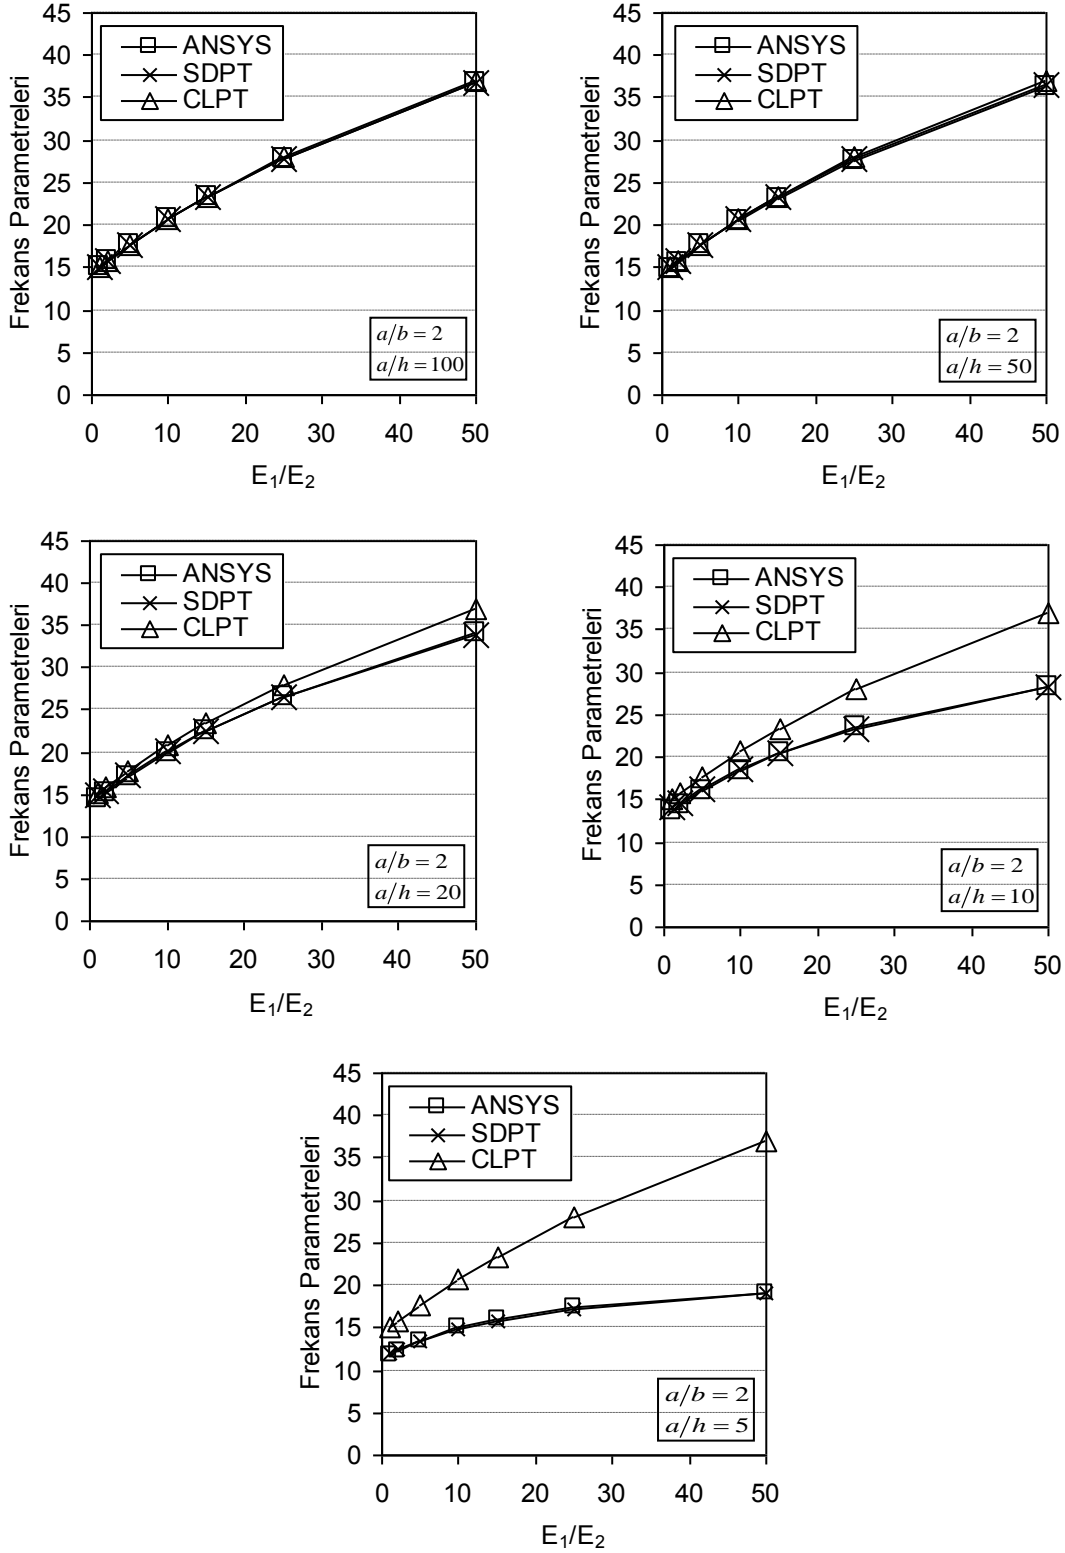 45
40
35
30
25
20
15
10
5
0
Frekans Parametreleri
ANSYS
SDPT
CLPT
a/b = 2
a/h = 100
0 10 20 30 40 50
E₁/E₂
45
40
35
30
25
20
15
10
5
0
Frekans Parametreleri
ANSYS
SDPT
CLPT
a/b = 2
a/h = 50
0 10 20 30 40 50
E₁/E₂
45
40
35
30
25
20
15
10
5
0
Frekans Parametreleri
ANSYS
SDPT
CLPT
a/b = 2
a/h = 20
0 10 20 30 40 50
E₁/E₂
45
40
35
30
25
20
15
10
5
0
Frekans Parametreleri
ANSYS
SDPT
CLPT
a/b = 2
a/h = 10
0 10 20 30 40 50
E₁/E₂
45
40
35
30
25
20
15
10
5
0
Frekans Parametreleri
ANSYS
SDPT
CLPT
a/b = 2
a/h = 5
0 10 20 30 40 50
E₁/E₂